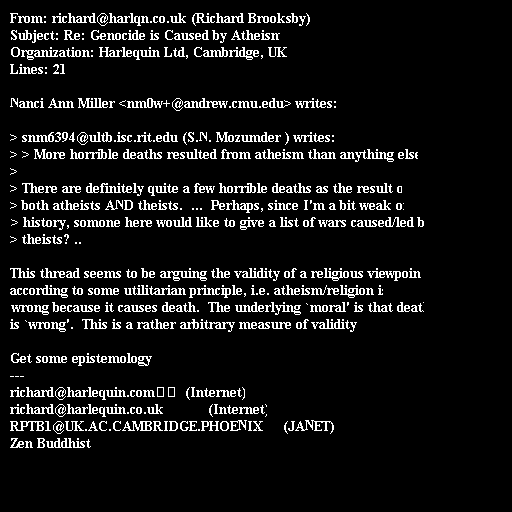 From: richard@harlqn.co.uk (Richard Brooksby)
Subject: Re: Genocide is Caused by Atheism
Organization: Harlequin Ltd, Cambridge, UK
Lines: 21
Nanci Ann Miller <nm0w+@andrew.cmu.edu> writes:
> snm6394@ultb.isc.rit.edu (S.N. Mozumder ) writes:
> > More horrible deaths resulted from atheism than anything else
>
> There are definitely quite a few horrible deaths as the result o
> both atheists AND theists.  ...  Perhaps, since I'm a bit weak o
> history, somone here would like to give a list of wars caused/led b
> theists? ..
This thread seems to be arguing the validity of a religious viewpoin
according to some utilitarian principle, i.e. atheism/religion i
wrong because it causes death.  The underlying `moral' is that deat
is `wrong'.  This is a rather arbitrary measure of validity
Get some epistemology
---
richard@harlequin.com (Internet)
richard@harlequin.co.uk (Internet)
RPTB1@UK.AC.CAMBRIDGE.PHOENIX (JANET)
Zen Buddhist